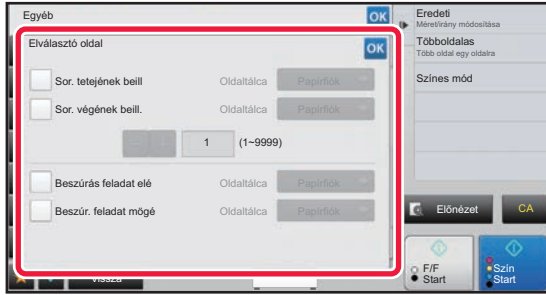 Egyéb
OK
Elválasztó oldal
OK
Sor. tetejének beill
Oldaltálca
Papírfiók
Sor. végének beill.
Oldaltálca
Papírfiók
1
(1~9999)
Beszúrás feladat elé
Oldaltálca
Papírfiók
Beszúr. feladat mögé
Oldaltálca
Papírfiók
Vissza
Eredeti
Méret/irány módosítása
Többoldalas
Több oldal egy oldalra
Színes mód
Előnézet
CA
F/F
Start
Szín
Start